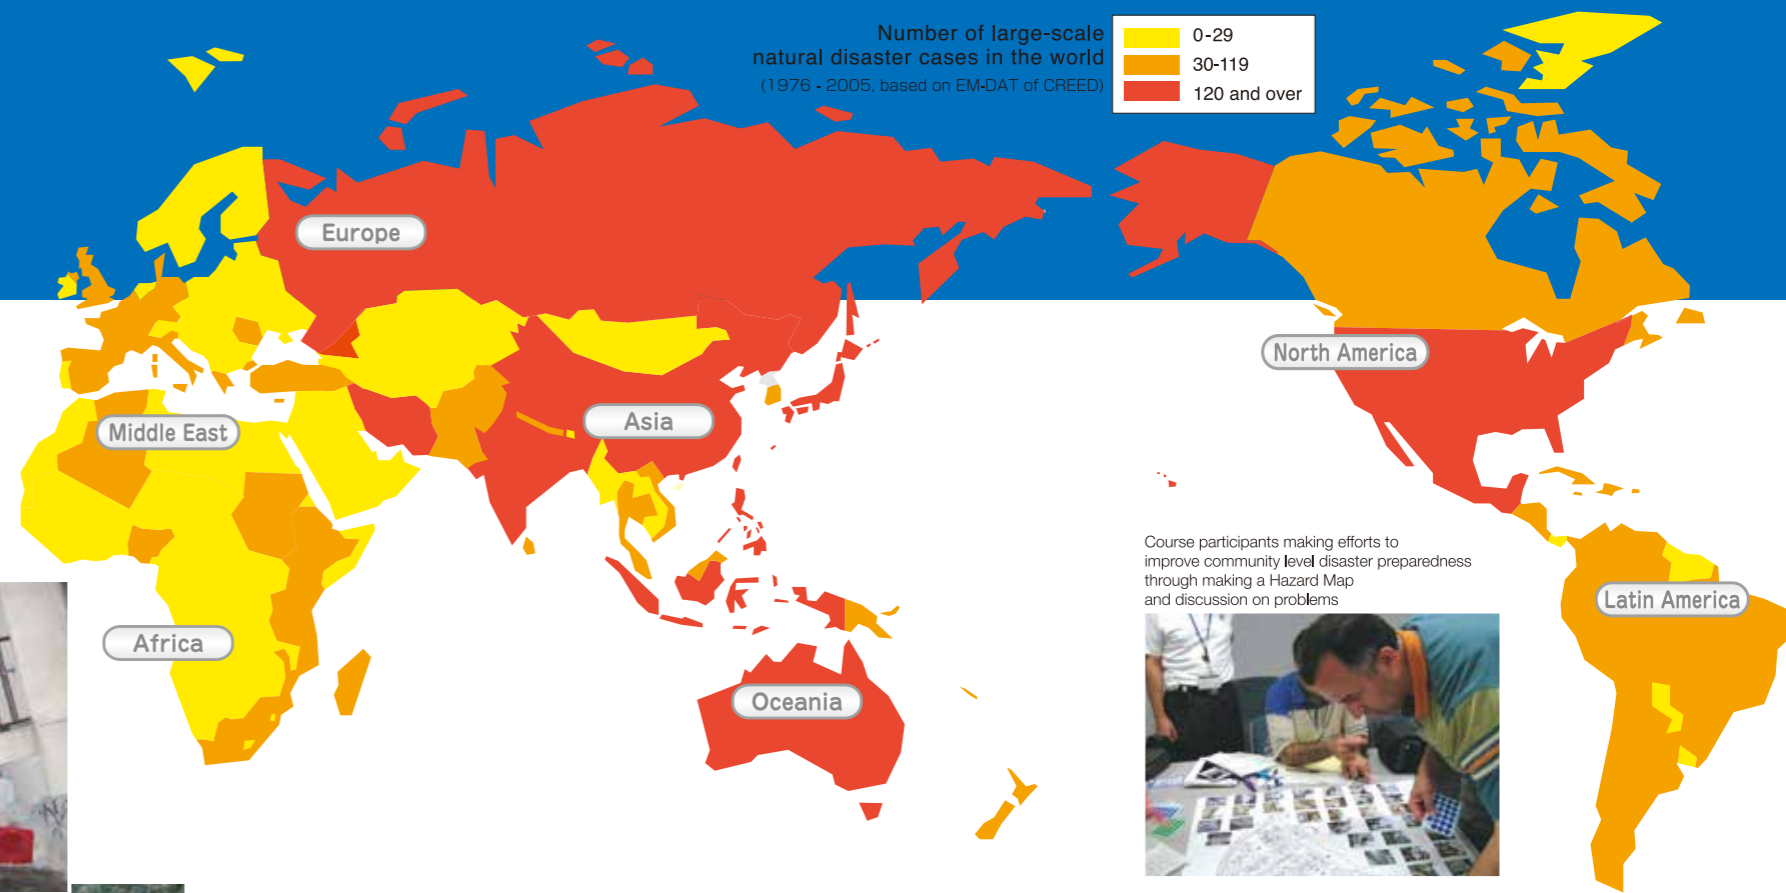 Number of large-scale
natural disaster cases in the world
(1976 - 2005, based on EM-DAT of CREED)
0-29
30-119
120 and over
Europe
North America
Middle East
Asia
Latin America
Africa
Oceania
Course participants making efforts to
improve community level disaster preparedness
through making a Hazard Map
and discussion on problems